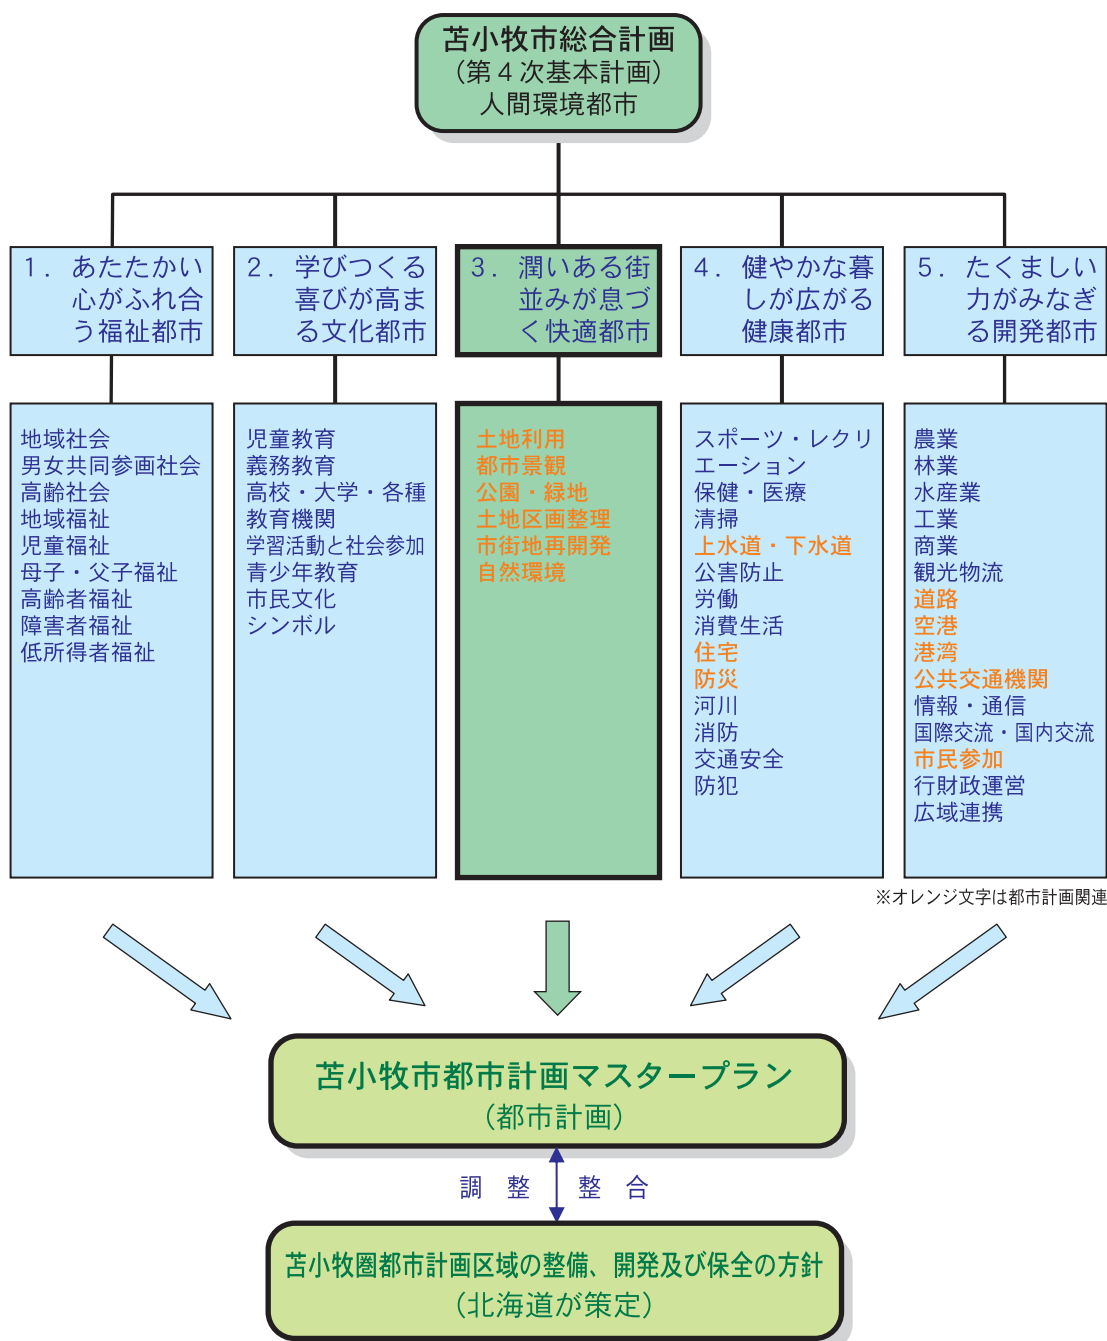 苫小牧市総合計画
（第４次基本計画）
人間環境都市
１．あたたかい
心がふれ合
う福祉都市
２．学びつくる
喜びが高ま
る文化都市
３．潤いある街
並みが息づ
く快適都市
４．健やかな暮
しが広がる
健康都市
５．たくましい
力がみなぎ
る開発都市
地域社会
男女共同参画社会
高齢社会
地域福祉
児童福祉
母子・父子福祉
高齢者福祉
障害者福祉
低所得者福祉
児童教育
義務教育
高校・大学・各種
教育機関
学習活動と社会参加
青少年教育
市民文化
シンボル
土地利用
都市景観
公園・緑地
土地区画整理
市街地再開発
自然環境
スポーツ・レクリ
エーション
保健・医療
清掃
上水道・下水道
公害防止
労働
消費生活
住宅
防災
河川
消防
交通安全
防犯
農業
林業
水産業
工業
商業
観光物流
道路
空港
港湾
公共交通機関
情報・通信
国際交流・国内交流
市民参加
行財政運営
広域連携
※オレンジ文字は都市計画関連
苫小牧市都市計画マスタープラン
（都市計画）
調　整　整　合
苫小牧圏都市計画区域の整備、開発及び保全の方針
（北海道が策定）